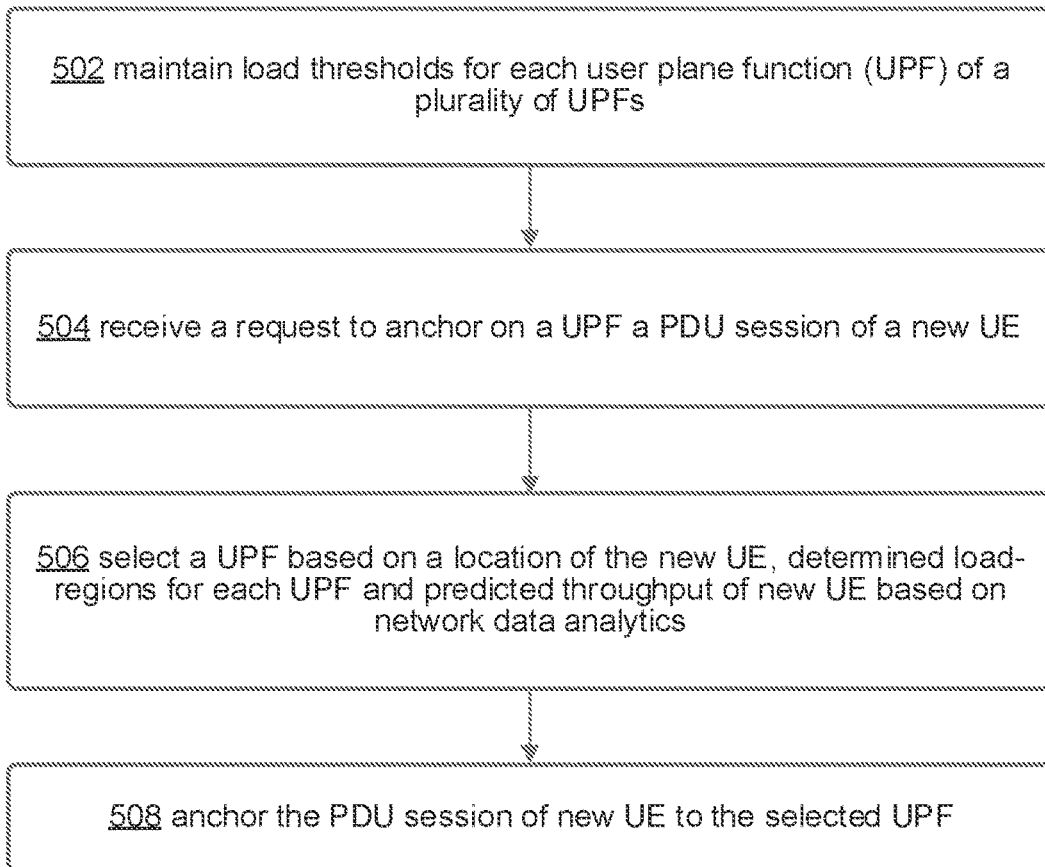 502 maintain load thresholds for each user plane function (UPF) of a
plurality of UPFs
504 receive a request to anchor on a UPF a PDU session of a new UE
506 select a UPF based on a location of the new UE, determined load-
regions for each UPF and predicted throughput of new UE based on
network data analytics
508 anchor the PDU session of new UE to the selected UPF